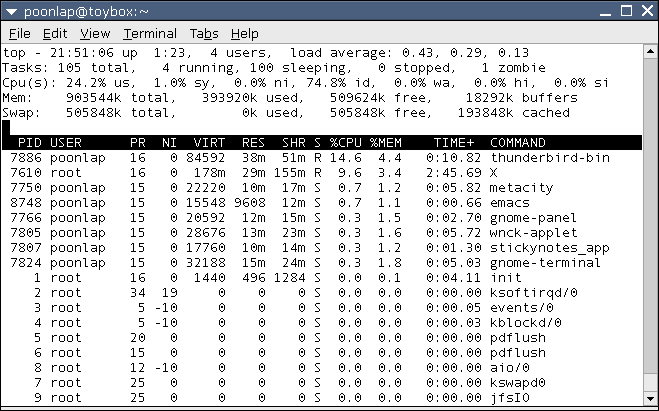 poonlap@toybox:~
File Edit View Terminal Tabs Help
top - 21:51:06 up  1:23,  4 users,  load average: 0.43, 0.29, 0.13
Tasks: 105 total,   4 running, 100 sleeping,   0 stopped,   1 zombie
Cpu(s): 24.2% us,  1.0% sy,  0.0% ni, 74.8% id,  0.0% wa,  0.0% hi,  0.0% si
Mem:    903544k total,   393920k used,   509624k free,    18292k buffers
Swap:   505848k total,        0k used,   505848k free,   193848k cached
PID USER      PR  NI  VIRT  RES  SHR S %CPU %MEM    TIME+  COMMAND
7886 poonlap   16   0 84592  38m  51m R 14.6  4.4   0:10.82 thunderbird-bin
7610 root      16   0  178m  29m 155m R  9.6  3.4   2:45.69 X
7750 poonlap   15   0 22220  10m  17m S  0.7  1.2   0:05.82 metacity
8748 poonlap   15   0 15548 9608  12m S  0.7  1.1   0:00.66 emacs
7766 poonlap   15   0 20592  12m  15m S  0.3  1.5   0:02.70 gnome-panel
7805 poonlap   15   0 28676  13m  23m S  0.3  1.6   0:05.72 wnck-applet
7807 poonlap   15   0 17760  10m  14m S  0.3  1.2   0:01.30 stickynotes_app
7824 poonlap   15   0 32188  15m  24m S  0.3  1.8   0:05.03 gnome-terminal
1 root      16   0  1440  496 1284 S  0.0  0.1   0:04.11 init
2 root      34  19     0    0    0 S  0.0  0.0   0:00.00 ksoftirqd/0
3 root       5 -10     0    0    0 S  0.0  0.0   0:00.05 events/0
4 root       5 -10     0    0    0 S  0.0  0.0   0:00.03 kblockd/0
5 root      20   0     0    0    0 S  0.0  0.0   0:00.00 pdflush
6 root      15   0     0    0    0 S  0.0  0.0   0:00.00 pdflush
8 root      12 -10     0    0    0 S  0.0  0.0   0:00.00 aio/0
7 root      25   0     0    0    0 S  0.0  0.0   0:00.00 kswapd0
9 root      25   0     0    0    0 S  0.0  0.0   0:00.00 jfsIO